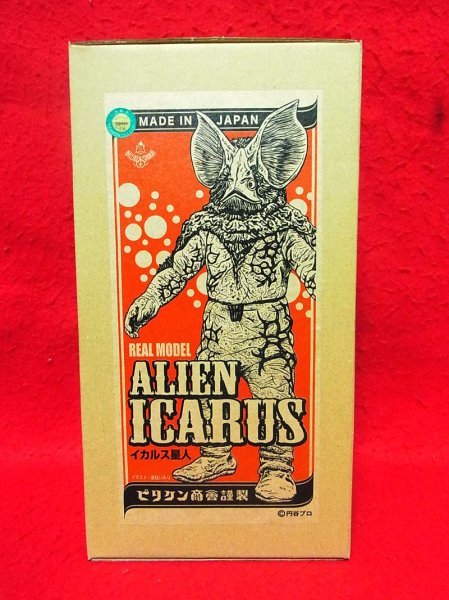 MADE IN JAPAN
REAL MODEL
ALIEN
ICARUS
イカルス星人
ビリケン商會謹製
©円谷プロ